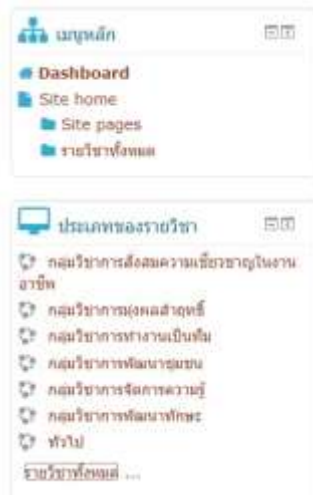 เมนูหลัก
Dashboard
Site home
Site pages
รายวิชาทั้งหมด
ประเภทของรายวิชา
กลุ่มวิชาการสั่งสมความเชี่ยวชาญในงาน
อาชีพ
กลุ่มวิชาการมุ่งผลสัมฤทธิ์
กลุ่มวิชาการทำงานเป็นทีม
กลุ่มวิชาการพัฒนาชุมชน
กลุ่มวิชาการจัดการความรู้
กลุ่มวิชาการพัฒนาทักษะ
ทั่วไป
รายวิชาทั้งหมด ...